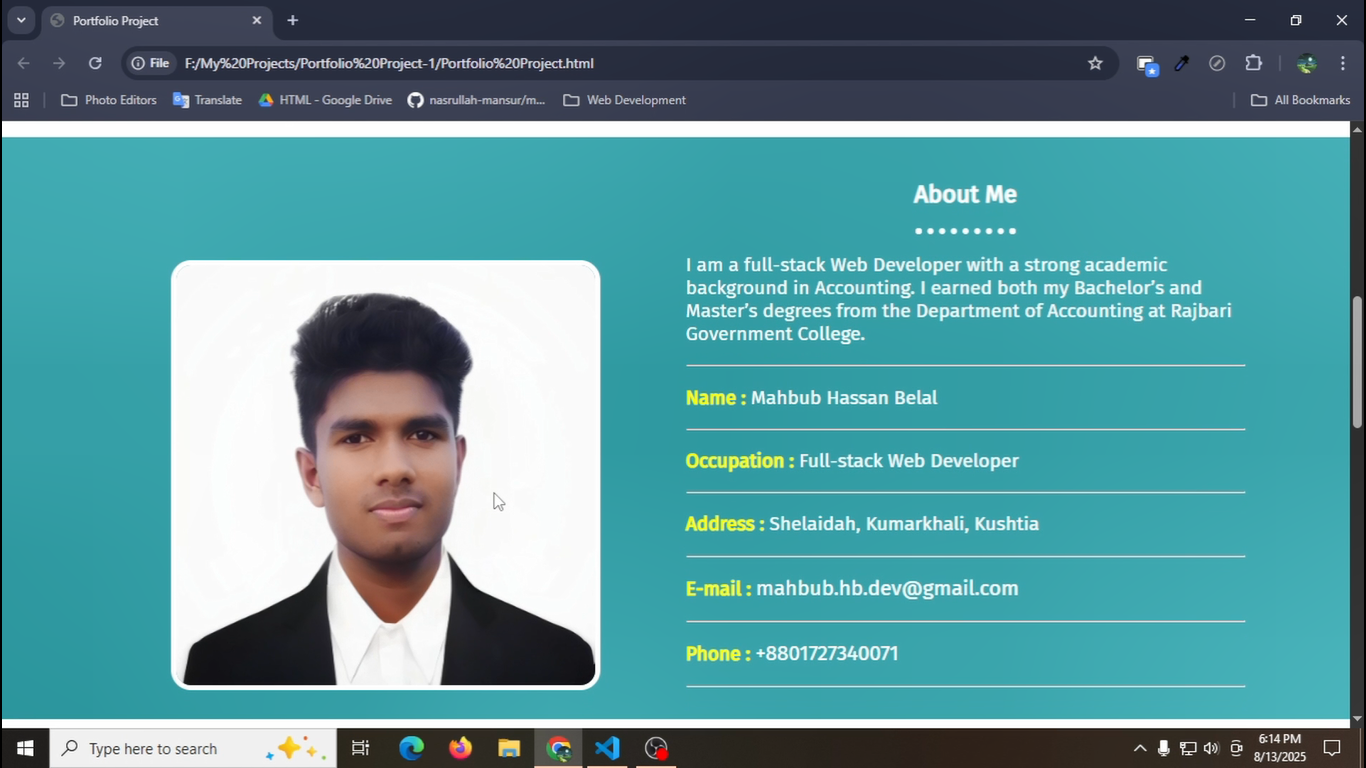 Portfolio Project
File
F:/My%20Projects/Portfolio%20Project-1/Portfolio%20Project.html
Photo Editors
Translate
HTML - Google Drive
nasrullah-mansur/m...
Web Development
All Bookmarks
About Me
I am a full-stack Web Developer with a strong academic
background in Accounting. I earned both my Bachelor’s and
Master’s degrees from the Department of Accounting at Rajbari
Government College.
Name : Mahbub Hassan Belal
Occupation : Full-stack Web Developer
Address : Shelaidah, Kumarkhali, Kushtia
E-mail : mahbub.hb.dev@gmail.com
Phone : +8801727340071
Type here to search
6:14 PM
8/13/2025